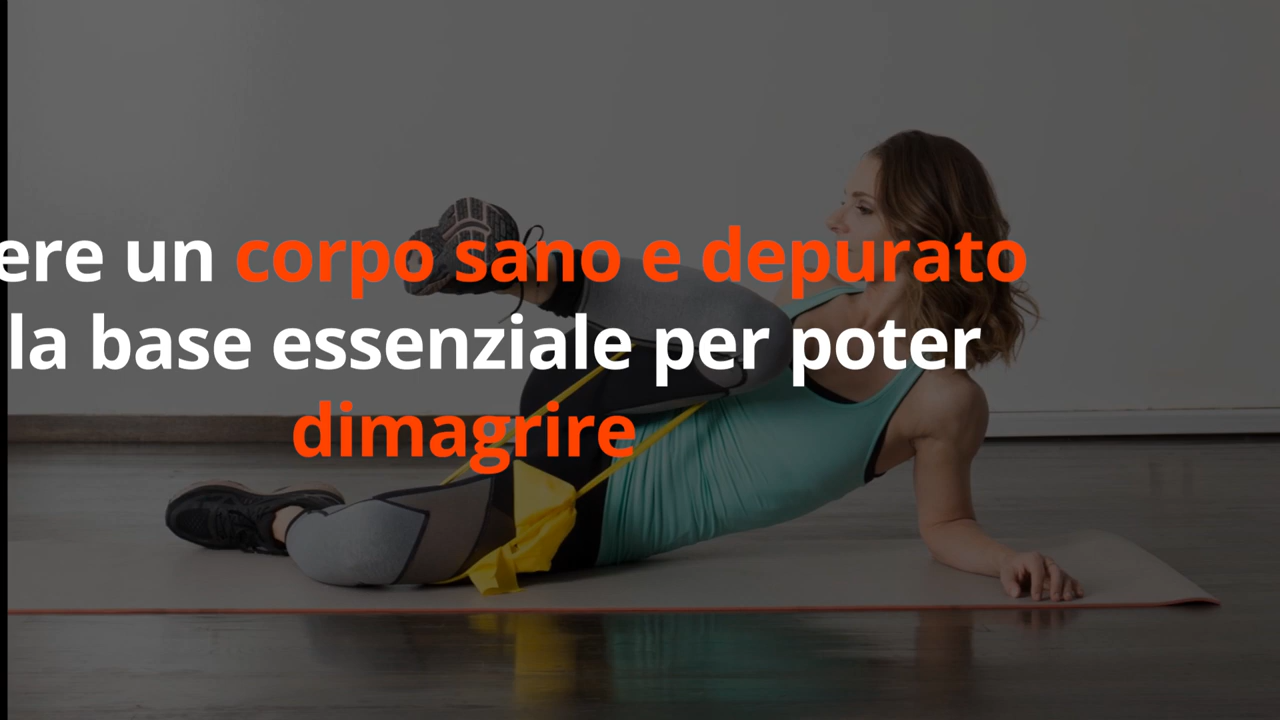 ere un corpo sano e depurato
la base essenziale per poter
dimagrire